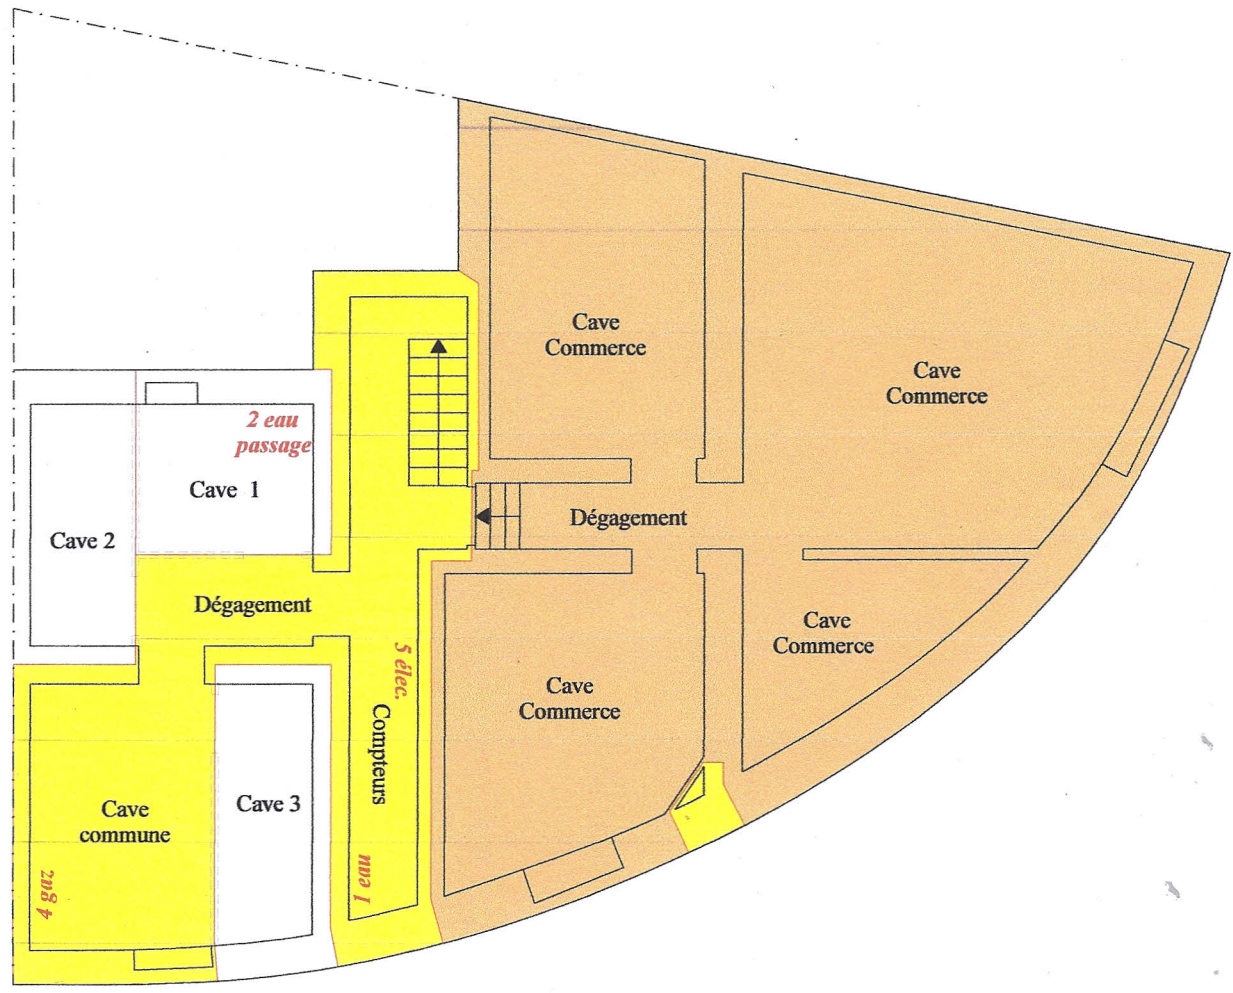 Cave
Commerce
Cave
Commerce
2 eau
passage
Cave 1
Cave 2
Dégagement
Dégagement
Cave
Commerce
5 élec.
Cave
Commerce
Compteurs
Cave
commune
Cave 3
4 gaz
1 eau